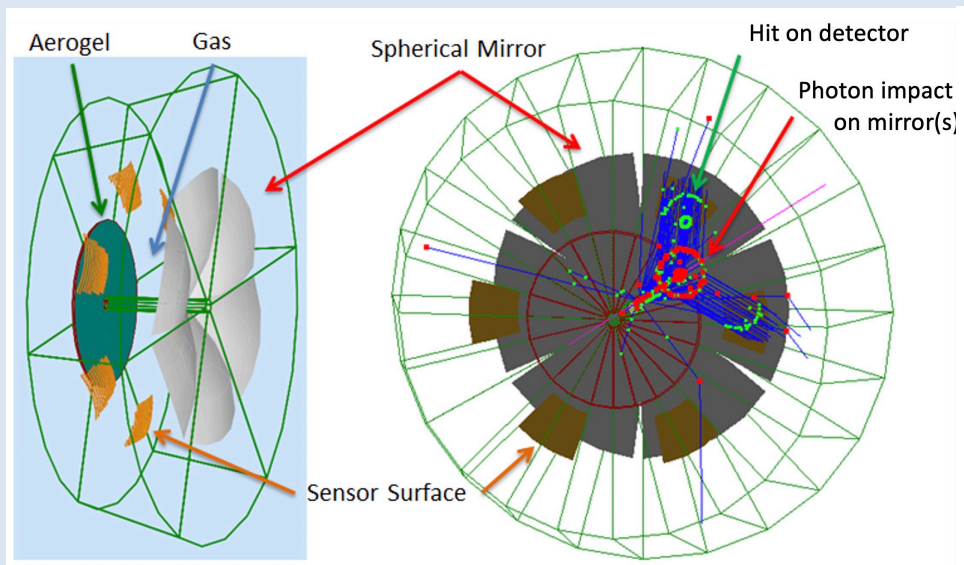 Aerogel
Gas
Spherical Mirror
Hit on detector
Photon impact
on mirror(s)
Sensor Surface